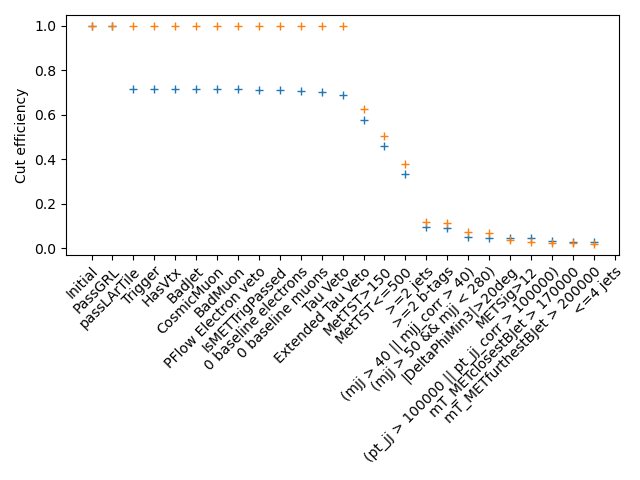 Cut efficiency
1.0
0.8
0.6
0.4
0.2
0.0
Initial
PassGRL
passLArTile
Trigger
HasVtx
BadJet
CosmicMuon
BadMuon
PFlow Electron veto
IsMETTrigPassed
0 baseline electrons
0 baseline muons
Tau Veto
Extended Tau Veto
MetTST>150
MetTST<=500
>=2 jets
>=2 b-tags
(mjj > 40 || mjj_corr > 40)
(mjj > 50 && mjj < 280)
|DeltaPhiMin3|>20deg
METSig>12
(pt_jj > 100000 || pt_jj_corr > 100000)
mT_METclosestBJet > 170000
mT_METfurthestBJet > 200000
<=4 jets